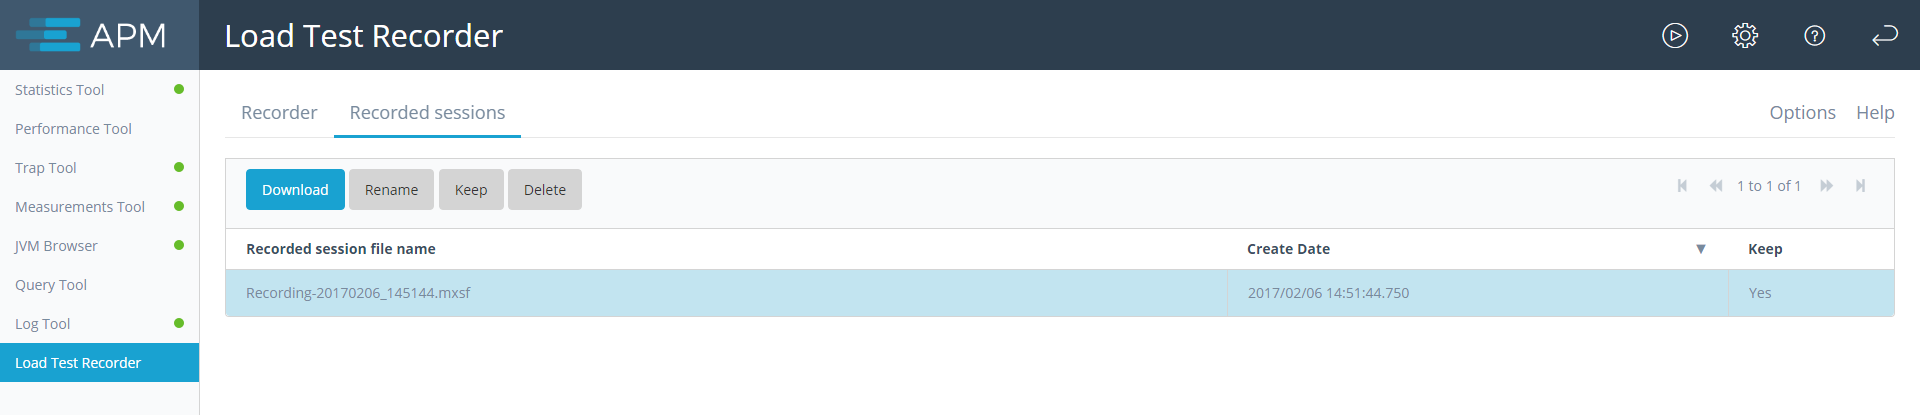 APM
Load Test Recorder
?
Statistics Tool
Performance Tool
Trap Tool
Measurements Tool
JVM Browser
Query Tool
Log Tool
Load Test Recorder
Recorder Recorded sessions Options Help
Download Rename Keep Delete 1 to 1 of 1
Recorded session file name Create Date ▼ Keep
Recording-20170206_145144.mxsf 2017/02/06 14:51:44.750 Yes